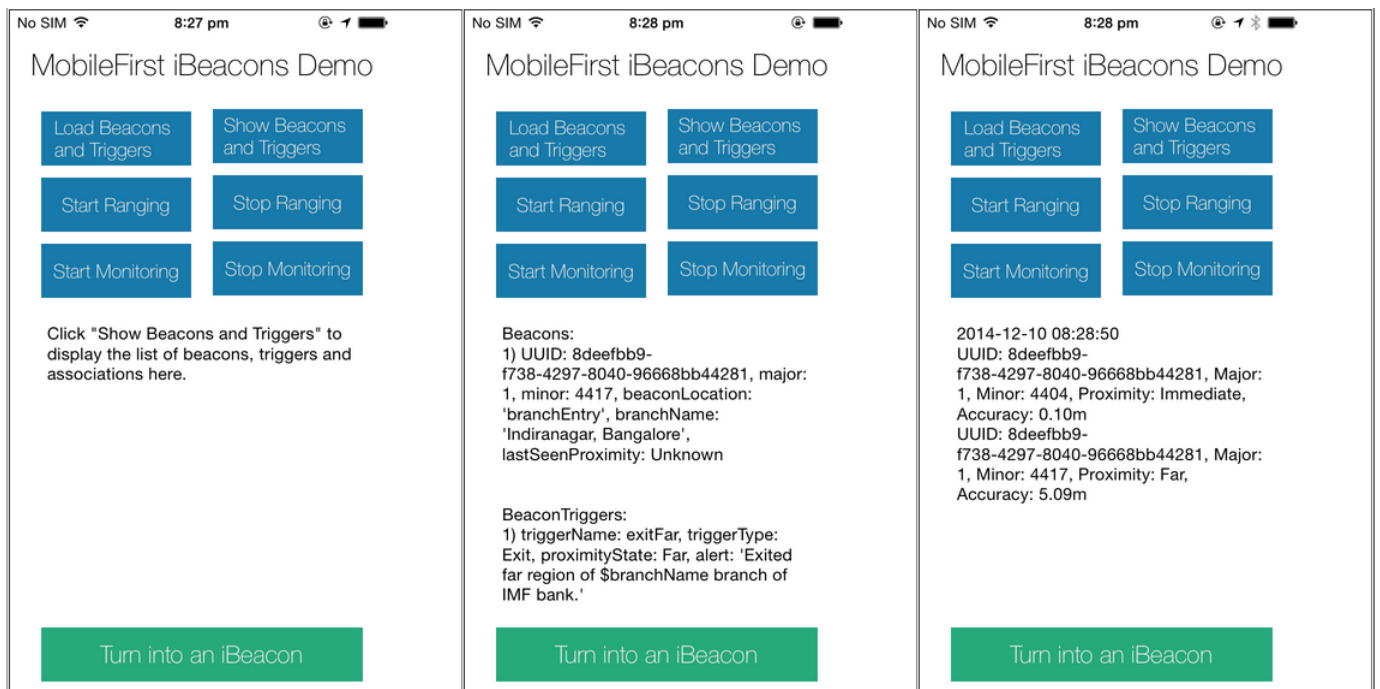 No SIM 8:27 pm
MobileFirst iBeacons Demo
Load Beacons
and Triggers
Show Beacons
and Triggers
Start Ranging
Stop Ranging
Start Monitoring
Stop Monitoring
Click "Show Beacons and Triggers" to
display the list of beacons, triggers and
associations here.
Turn into an iBeacon
No SIM 8:28 pm
MobileFirst iBeacons Demo
Load Beacons
and Triggers
Show Beacons
and Triggers
Start Ranging
Stop Ranging
Start Monitoring
Stop Monitoring
Beacons:
1) UUID: 8deefbb9-
f738-4297-8040-96668bb44281, major:
1, minor: 4417, beaconLocation:
'branchEntry', branchName:
'Indiranagar, Bangalore',
lastSeenProximity: Unknown
BeaconTriggers:
1) triggerName: exitFar, triggerType:
Exit, proximityState: Far, alert: 'Exited
far region of $branchName branch of
IMF bank.'
Turn into an iBeacon
No SIM 8:28 pm
MobileFirst iBeacons Demo
Load Beacons
and Triggers
Show Beacons
and Triggers
Start Ranging
Stop Ranging
Start Monitoring
Stop Monitoring
2014-12-10 08:28:50
UUID: 8deefbb9-
f738-4297-8040-96668bb44281, Major:
1, Minor: 4404, Proximity: Immediate,
Accuracy: 0.10m
UUID: 8deefbb9-
f738-4297-8040-96668bb44281, Major:
1, Minor: 4417, Proximity: Far,
Accuracy: 5.09m
Turn into an iBeacon